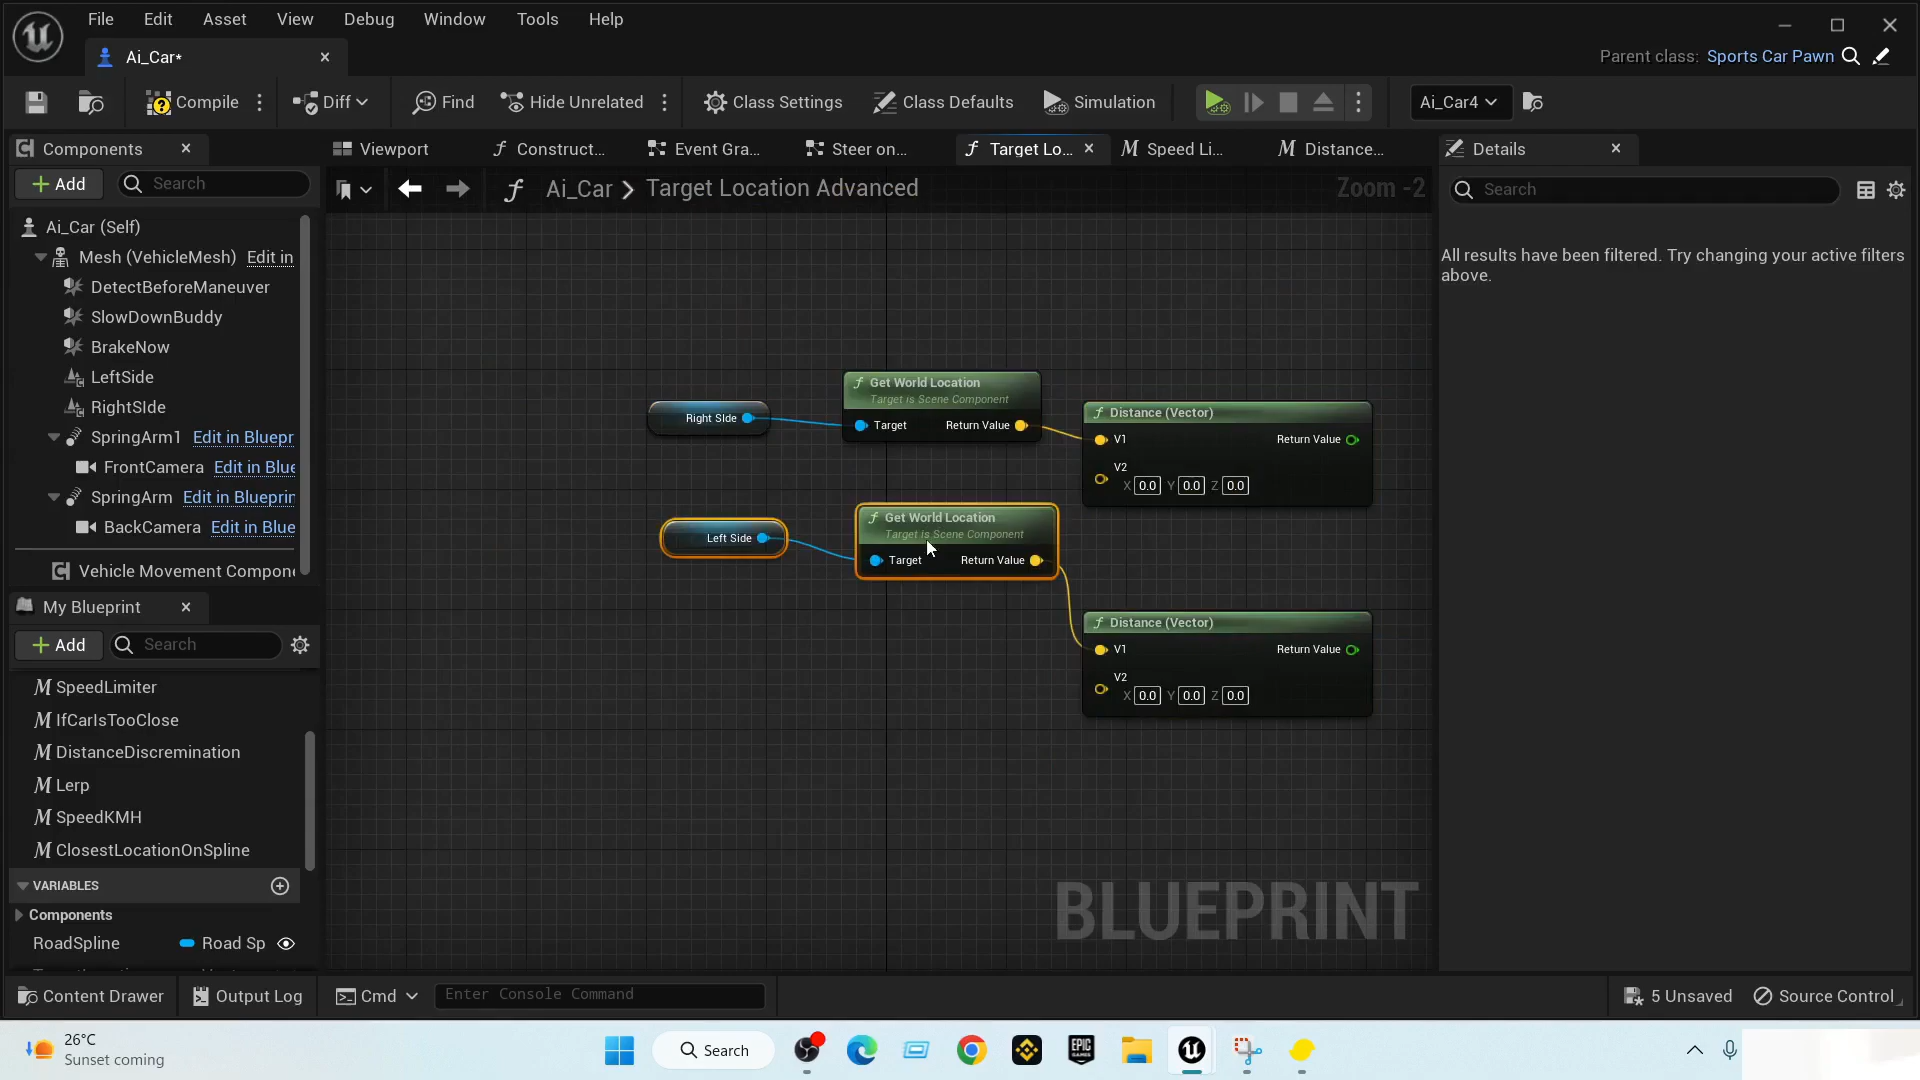 File Edit Asset View Debug Window Tools Help
Ai_Car*
Parent class: Sports Car Pawn
Compile
Diff
Find
Hide Unrelated
Class Settings
Class Defaults
Simulation
Ai_Car4
Components
Viewport
Construct...
Event Gra...
Steer on...
Target Lo...
Speed Li...
Distance...
Details
Add
Search
Ai_Car > Target Location Advanced
Zoom -2
Search
Ai_Car (Self)
Mesh (VehicleMesh) Edit in
DetectBeforeManeuver
SlowDownBuddy
BrakeNow
LeftSide
RightSIde
SpringArm1 Edit in Bluepr
FrontCamera Edit in Blue
SpringArm Edit in Blueprin
BackCamera Edit in Blue
Vehicle Movement Compone
All results have been filtered. Try changing your active filters
above.
Right SIde
Get World Location
Target is Scene Component
Target Return Value
Distance (Vector)
V1 Return Value
V2
X 0.0 Y 0.0 Z 0.0
Left Side
Get World Location
Target is Scene Component
Target Return Value
Distance (Vector)
V1 Return Value
V2
X 0.0 Y 0.0 Z 0.0
BLUEPRINT
My Blueprint
Add
Search
SpeedLimiter
IfCarIsTooClose
DistanceDiscrimination
Lerp
SpeedKMH
ClosestLocationOnSpline
VARIABLES
Components
RoadSpline Road Sp
Content Drawer
Output Log
Cmd
Enter Console Command
5 Unsaved
Source Control
26°C
Sunset coming
Search
EPIC
GAMES